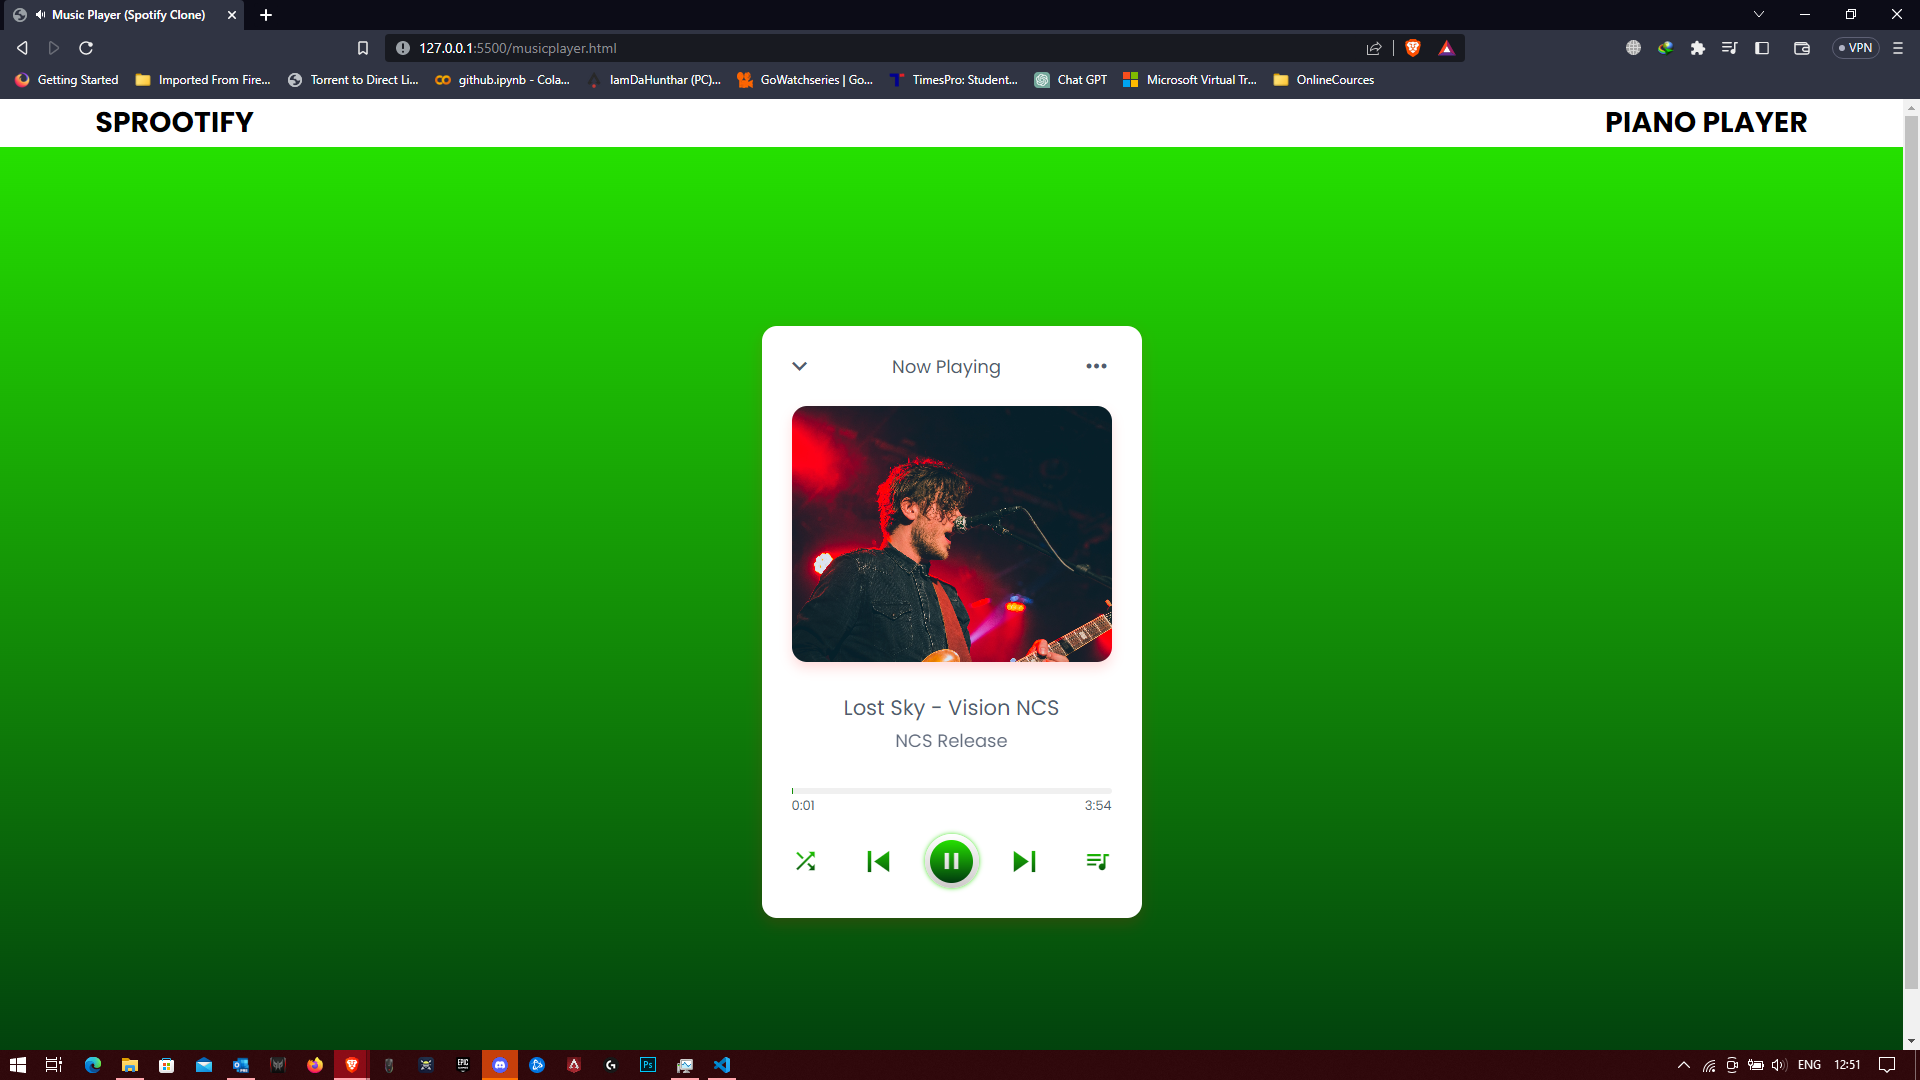 Music Player (Spotify Clone)
127.0.0.1:5500/musicplayer.html
VPN
Getting Started
Imported From Fire...
Torrent to Direct Li...
github.ipynb - Cola...
IamDaHunthar (PC)...
GoWatchseries | Go...
TimesPro: Student...
Chat GPT
Microsoft Virtual Tr...
OnlineCources
SPROOTIFY
PIANO PLAYER
Now Playing
Lost Sky - Vision NCS
NCS Release
0:01
3:54
EPIC
Ps
ENG
12:51